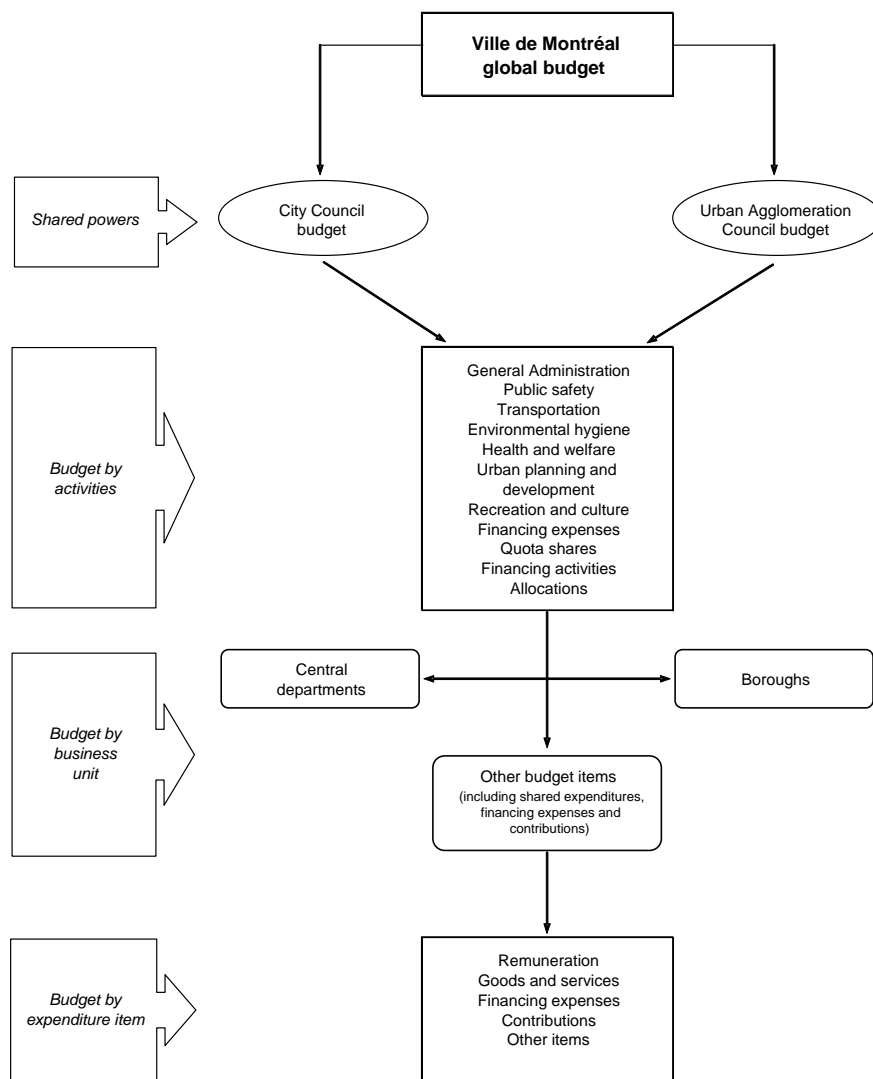 Ville de Montréal
global budget
Shared powers
City Council
budget
Urban Agglomeration
Council budget
Budget by
activities
General Administration
Public safety
Transportation
Environmental hygiene
Health and welfare
Urban planning and
development
Recreation and culture
Financing expenses
Quota shares
Financing activities
Allocations
Budget by
business
unit
Central
departments
Boroughs
Other budget items
(including shared expenditures,
financing expenses and
contributions)
Budget by
expenditure item
Remuneration
Goods and services
Financing expenses
Contributions
Other items